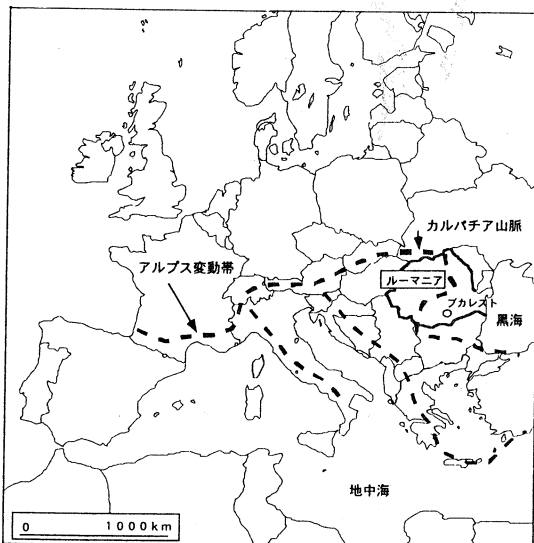 カルパチア山脈
アルプス変動帯
ルーマニア
ブカレスト
黒海
地中海
0 1000km